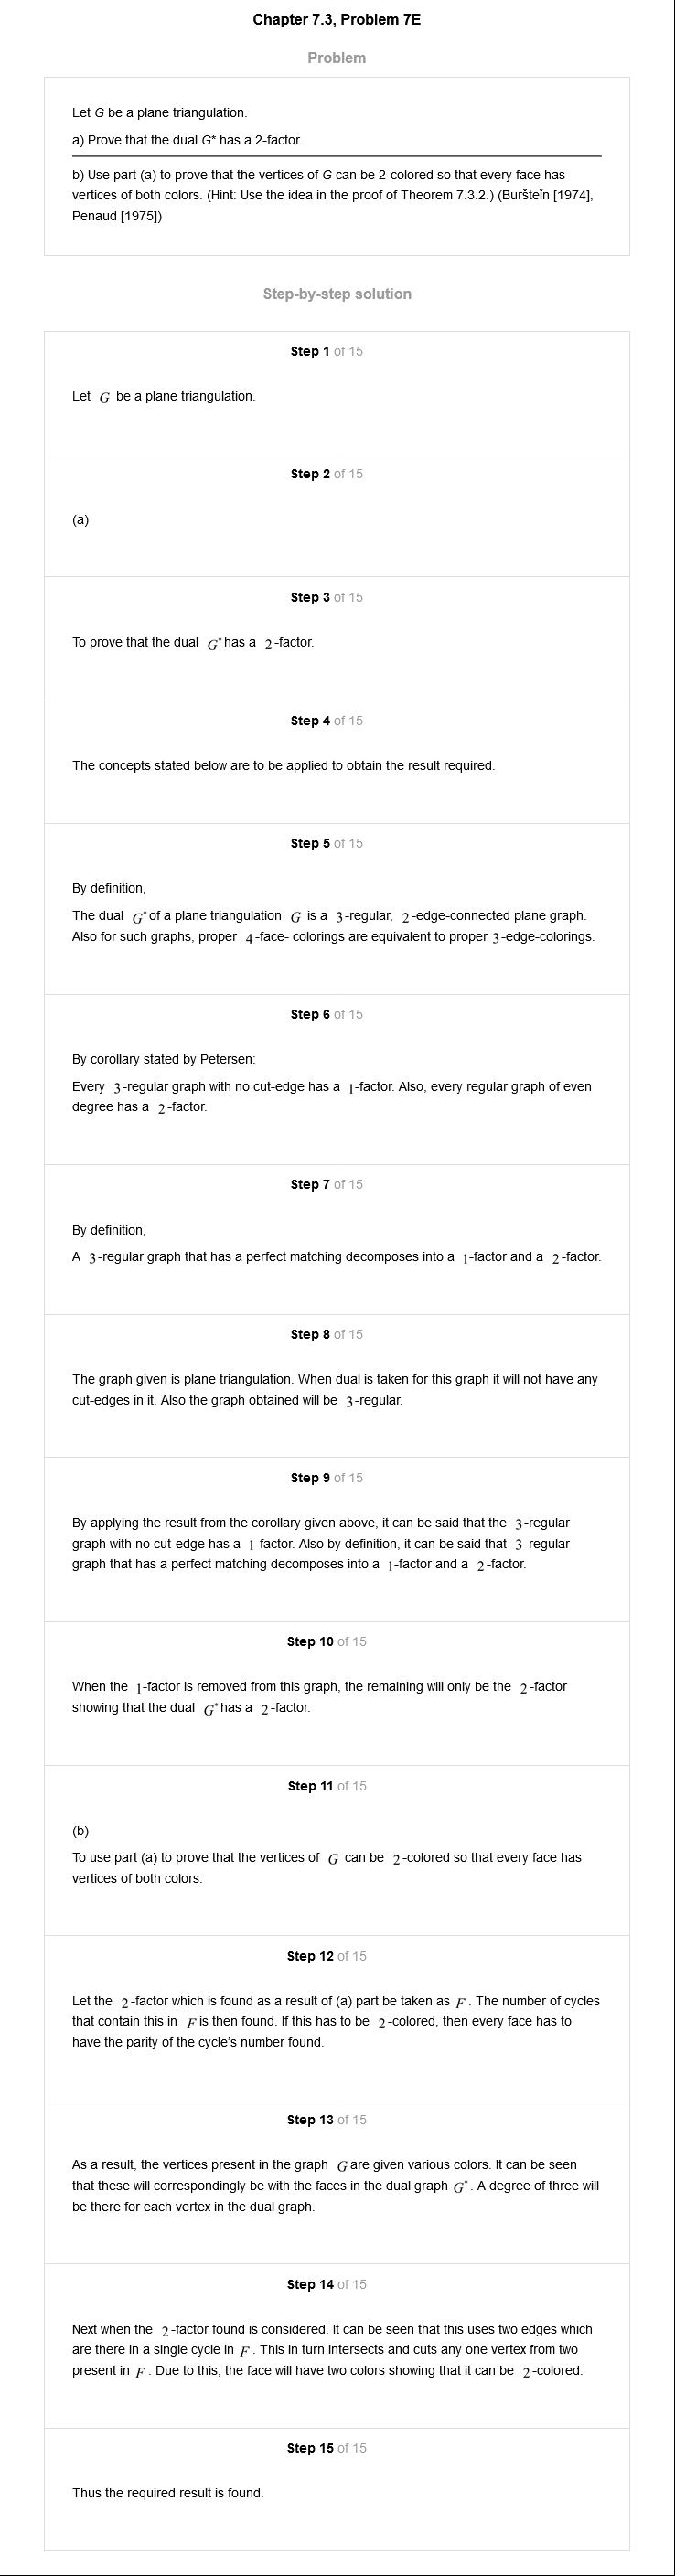 Chapter 7.3, Problem 7E
Problem
Let G be a plane triangulation.
a) Prove that the dual G* has a 2-factor.
b) Use part (a) to prove that the vertices of G can be 2-colored so that every face has
vertices of both colors. (Hint: Use the idea in the proof of Theorem 7.3.2.) (Buršteĭn [1974],
Penaud [1975])
Step-by-step solution
Step 1 of 15
Let G be a plane triangulation.
Step 2 of 15
(a)
Step 3 of 15
To prove that the dual G* has a 2-factor.
Step 4 of 15
The concepts stated below are to be applied to obtain the result required.
Step 5 of 15
By definition,
The dual G* of a plane triangulation G is a 3-regular, 2-edge-connected plane graph.
Also for such graphs, proper 4-face- colorings are equivalent to proper 3-edge-colorings.
Step 6 of 15
By corollary stated by Petersen:
Every 3-regular graph with no cut-edge has a 1-factor. Also, every regular graph of even
degree has a 2-factor.
Step 7 of 15
By definition,
A 3-regular graph that has a perfect matching decomposes into a 1-factor and a 2-factor.
Step 8 of 15
The graph given is plane triangulation. When dual is taken for this graph it will not have any
cut-edges in it. Also the graph obtained will be 3-regular.
Step 9 of 15
By applying the result from the corollary given above, it can be said that the 3-regular
graph with no cut-edge has a 1-factor. Also by definition, it can be said that 3-regular
graph that has a perfect matching decomposes into a 1-factor and a 2-factor.
Step 10 of 15
When the 1-factor is removed from this graph, the remaining will only be the 2-factor
showing that the dual G* has a 2-factor.
Step 11 of 15
(b)
To use part (a) to prove that the vertices of G can be 2-colored so that every face has
vertices of both colors.
Step 12 of 15
Let the 2-factor which is found as a result of (a) part be taken as F. The number of cycles
that contain this in F is then found. If this has to be 2-colored, then every face has to
have the parity of the cycle's number found.
Step 13 of 15
As a result, the vertices present in the graph G are given various colors. It can be seen
that these will correspondingly be with the faces in the dual graph G*. A degree of three will
be there for each vertex in the dual graph.
Step 14 of 15
Next when the 2-factor found is considered. It can be seen that this uses two edges which
are there in a single cycle in F. This in turn intersects and cuts any one vertex from two
present in F. Due to this, the face will have two colors showing that it can be 2-colored.
Step 15 of 15
Thus the required result is found.